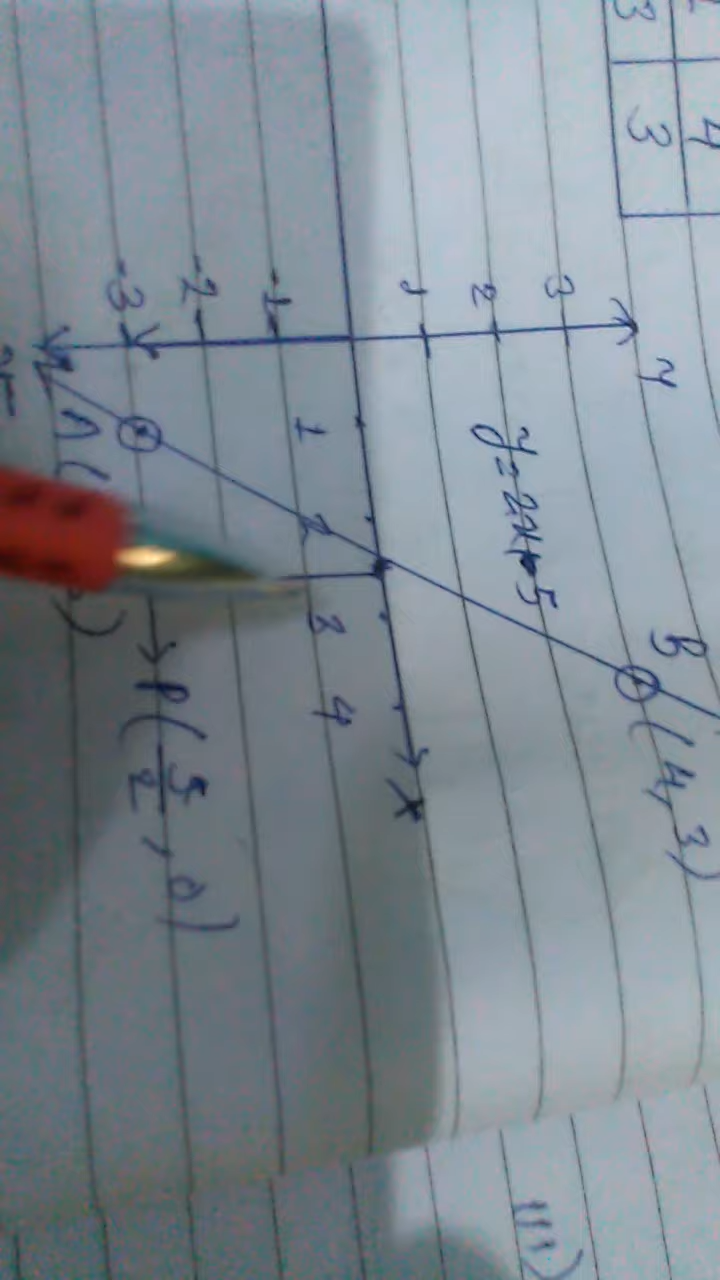 3 3
4
y
3
2
1
-1
-2
-3
1 2 3 4
x
y = 2x - 5
B (4, 3)
A (
)
P(5/2, 0)
111)